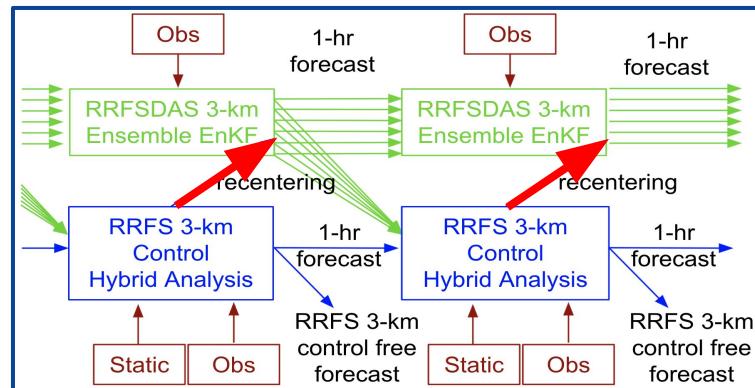 Obs
1-hr
forecast
Obs
1-hr
forecast
RRFSDAS 3-km
Ensemble EnKF
RRFSDAS 3-km
Ensemble EnKF
recentering
recentering
RRFS 3-km
Control
Hybrid Analysis
1-hr
forecast
RRFS 3-km
Control
Hybrid Analysis
1-hr
forecast
RRFS 3-km
control free
forecast
RRFS 3-km
control free
forecast
Static
Obs
Static
Obs